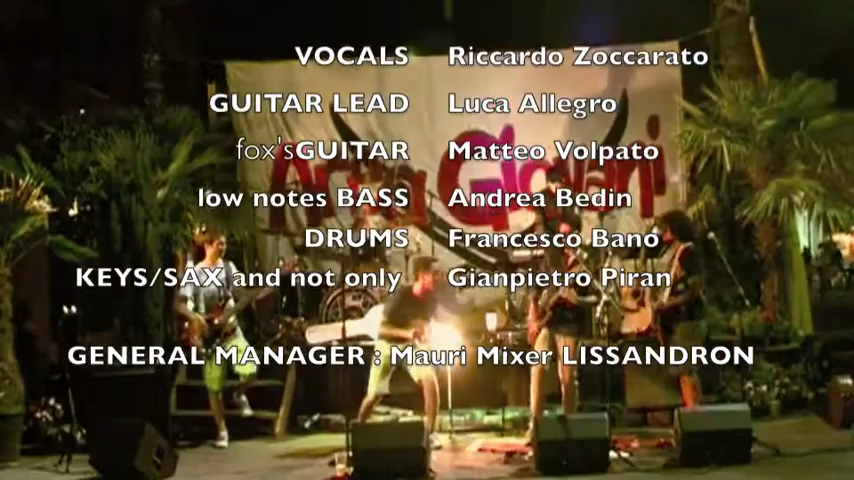 VOCALS Riccardo Zoccarato
GUITAR LEAD Luca Allegro
fox'sGUITAR Matteo Volpato
low notes BASS Andrea Bedin
DRUMS Francesco Bano
KEYS/SAX and not only Gianpietro Piran
GENERAL MANAGER : Mauri Mixer LISSANDRON
Giovani